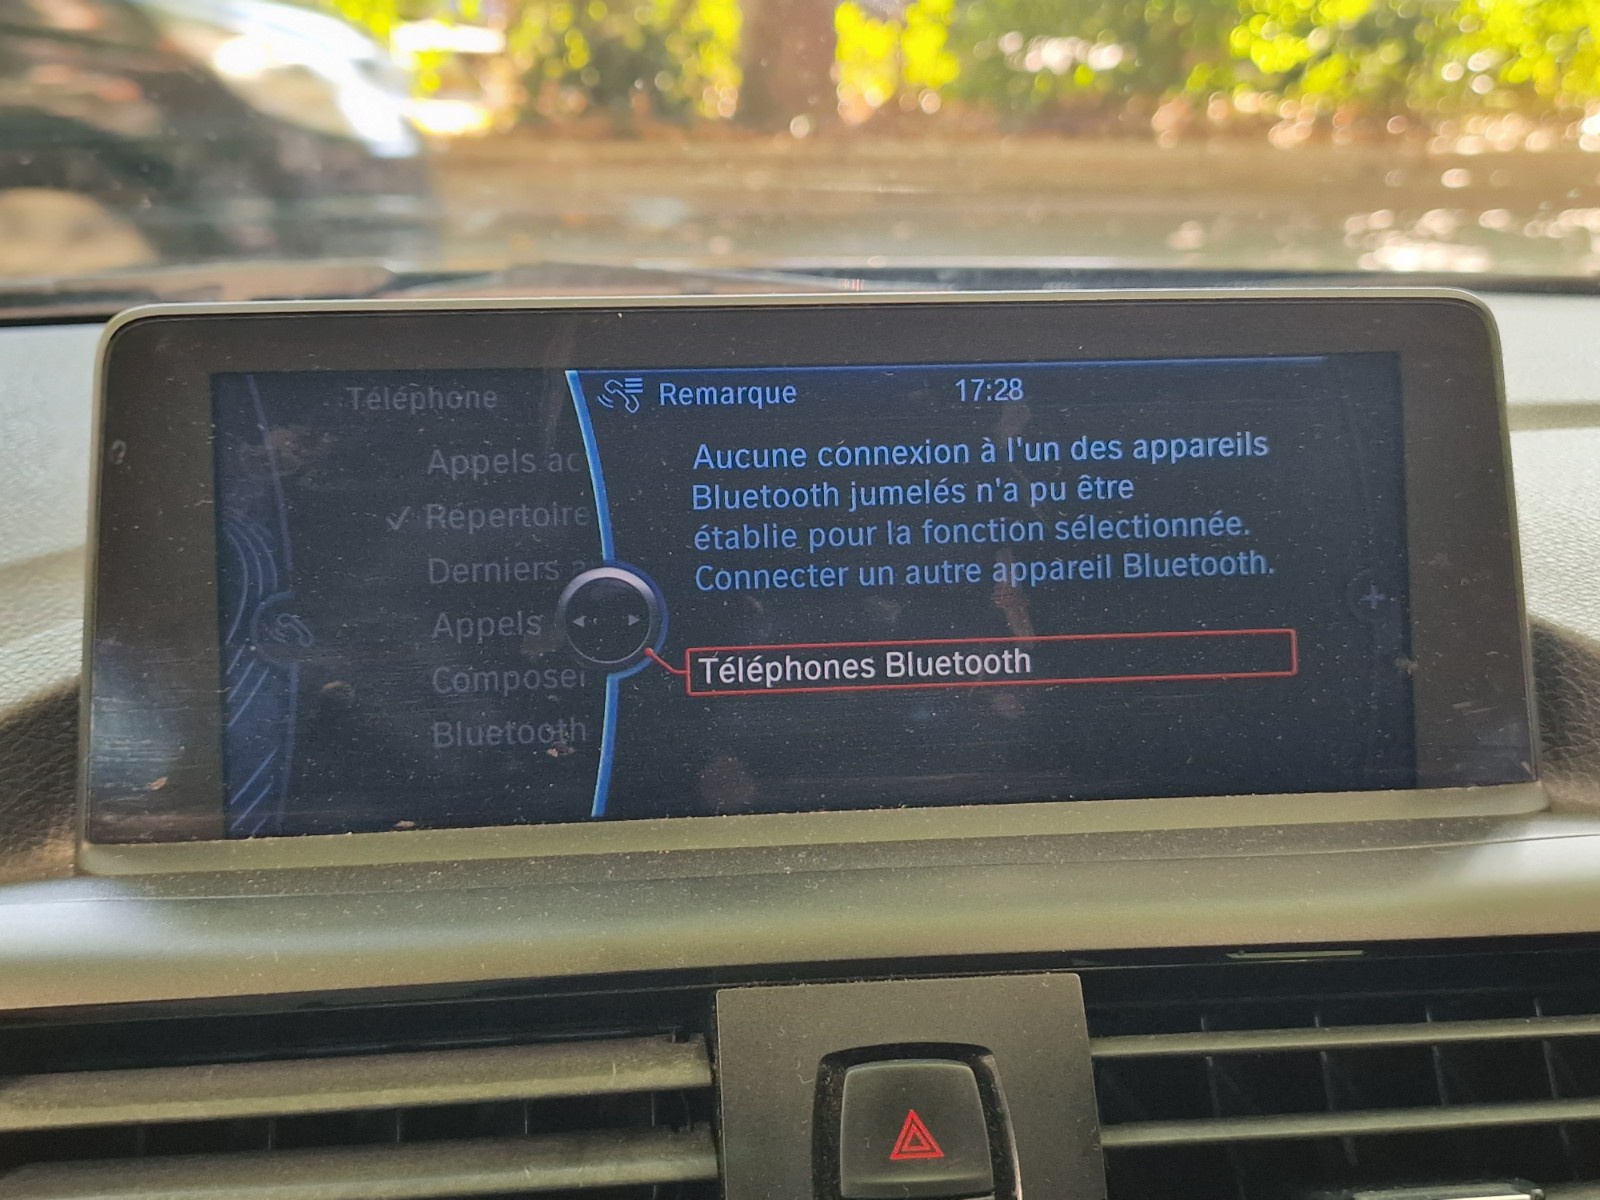 Téléphone
Remarque
17:28
Appels ac
Répertoire
Derniers a
Appels
Composer
Bluetooth
Aucune connexion à l'un des appareils
Bluetooth jumelés n'a pu être
établie pour la fonction sélectionnée.
Connecter un autre appareil Bluetooth.
Téléphones Bluetooth